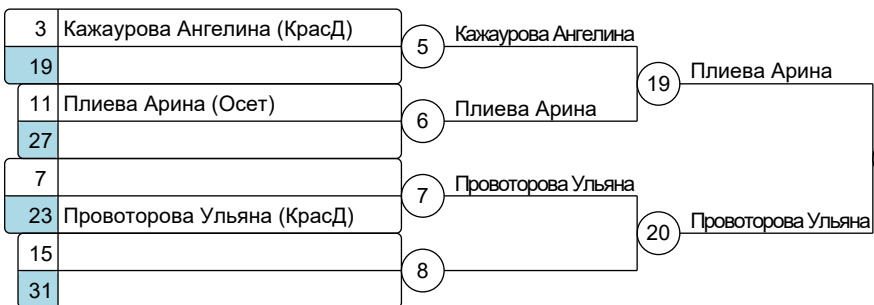 3 Кажаурова Ангелина (КрасД)
5 Кажаурова Ангелина
19
19 Плиева Арина
11 Плиева Арина (Осет)
6 Плиева Арина
27
7
7 Провоторова Ульяна
23 Провоторова Ульяна (КрасД)
20 Провоторова Ульяна
15
8
31